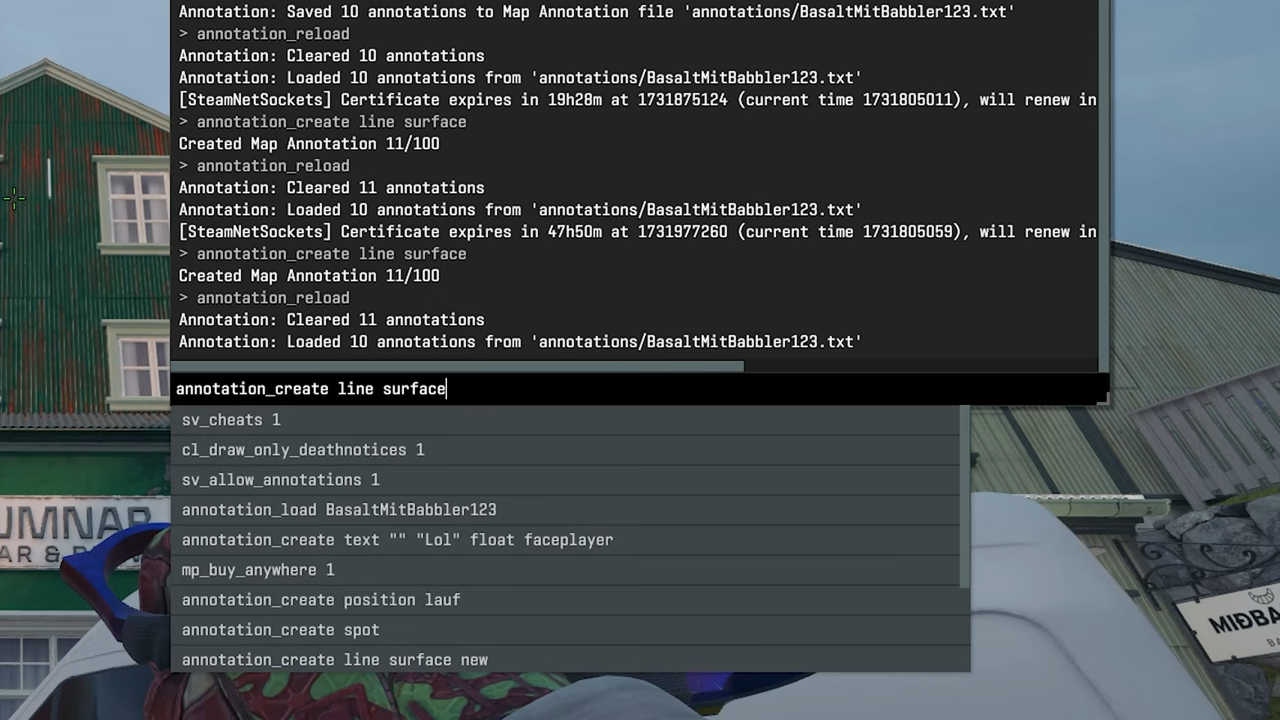 Annotation: Saved 10 annotations to Map Annotation file 'annotations/BasaltMitBabbler123.txt'
> annotation_reload
Annotation: Cleared 10 annotations
Annotation: Loaded 10 annotations from 'annotations/BasaltMitBabbler123.txt'
[SteamNetSockets] Certificate expires in 19h28m at 1731875124 (current time 1731805011), will renew in
> annotation_create line surface
Created Map Annotation 11/100
> annotation_reload
Annotation: Cleared 11 annotations
Annotation: Loaded 10 annotations from 'annotations/BasaltMitBabbler123.txt'
[SteamNetSockets] Certificate expires in 47h50m at 1731977260 (current time 1731805059), will renew in
> annotation_create line surface
Created Map Annotation 11/100
> annotation_reload
Annotation: Cleared 11 annotations
Annotation: Loaded 10 annotations from 'annotations/BasaltMitBabbler123.txt'
annotation_create line surface
sv_cheats 1
cl_draw_only_deathnotices 1
sv_allow_annotations 1
annotation_load BasaltMitBabbler123
annotation_create text "" "Lol" float faceplayer
mp_buy_anywhere 1
annotation_create position lauf
annotation_create spot
annotation_create line surface new
UMNAR
AR &
MIÐBA
BA